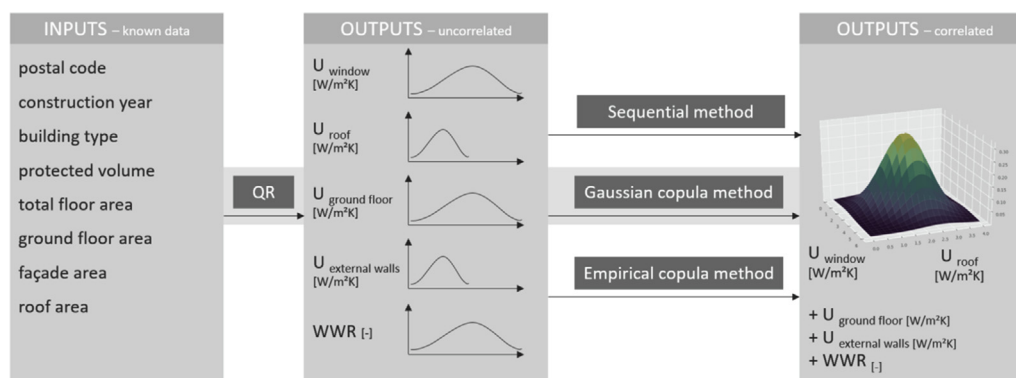 INPUTS – known data
postal code
construction year
building type
protected volume
total floor area
ground floor area
façade area
roof area
QR
OUTPUTS – uncorrelated
U window
[W/m²K]
U roof
[W/m²K]
U ground floor
[W/m²K]
U external walls
[W/m²K]
WWR [-]
Sequential method
Gaussian copula method
Empirical copula method
OUTPUTS – correlated
U window
[W/m²K]
U roof
[W/m²K]
+ U ground floor [W/m²K]
+ U external walls [W/m²K]
+ WWR [-]